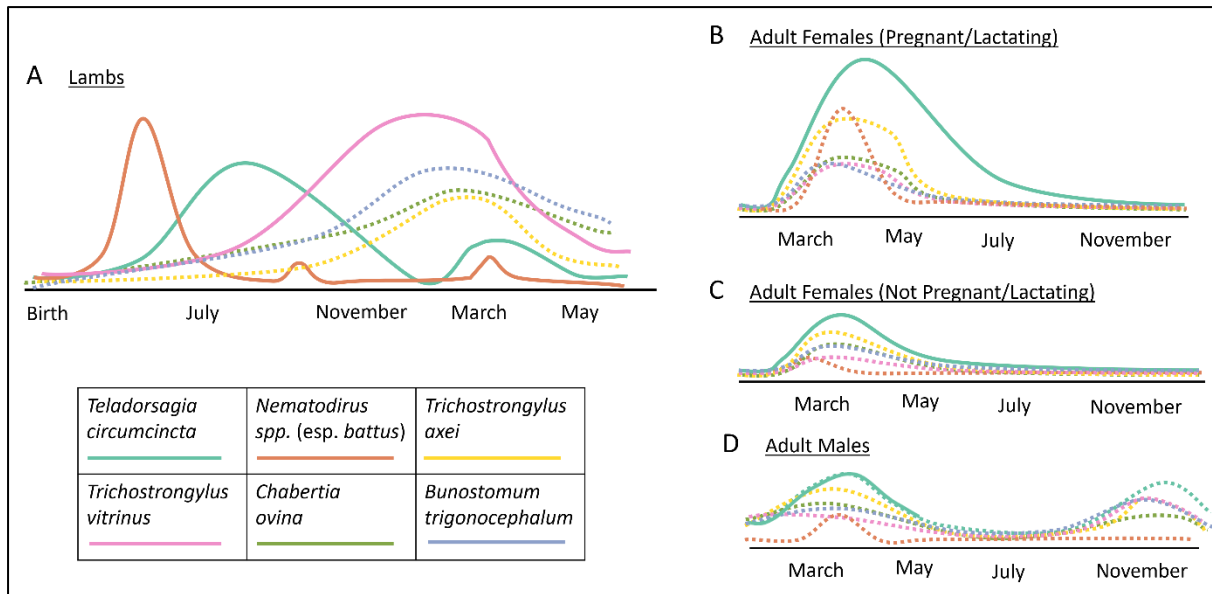 A Lambs
Birth July November March May
Teladorsagia
circumcincta
Nematodirus
spp. (esp. battus)
Trichostrongylus
axei
Trichostrongylus
vitrinus
Chabertia
ovina
Bunostomum
trigonocephalum
B Adult Females (Pregnant/Lactating)
March May July November
C Adult Females (Not Pregnant/Lactating)
March May July November
D Adult Males
March May July November